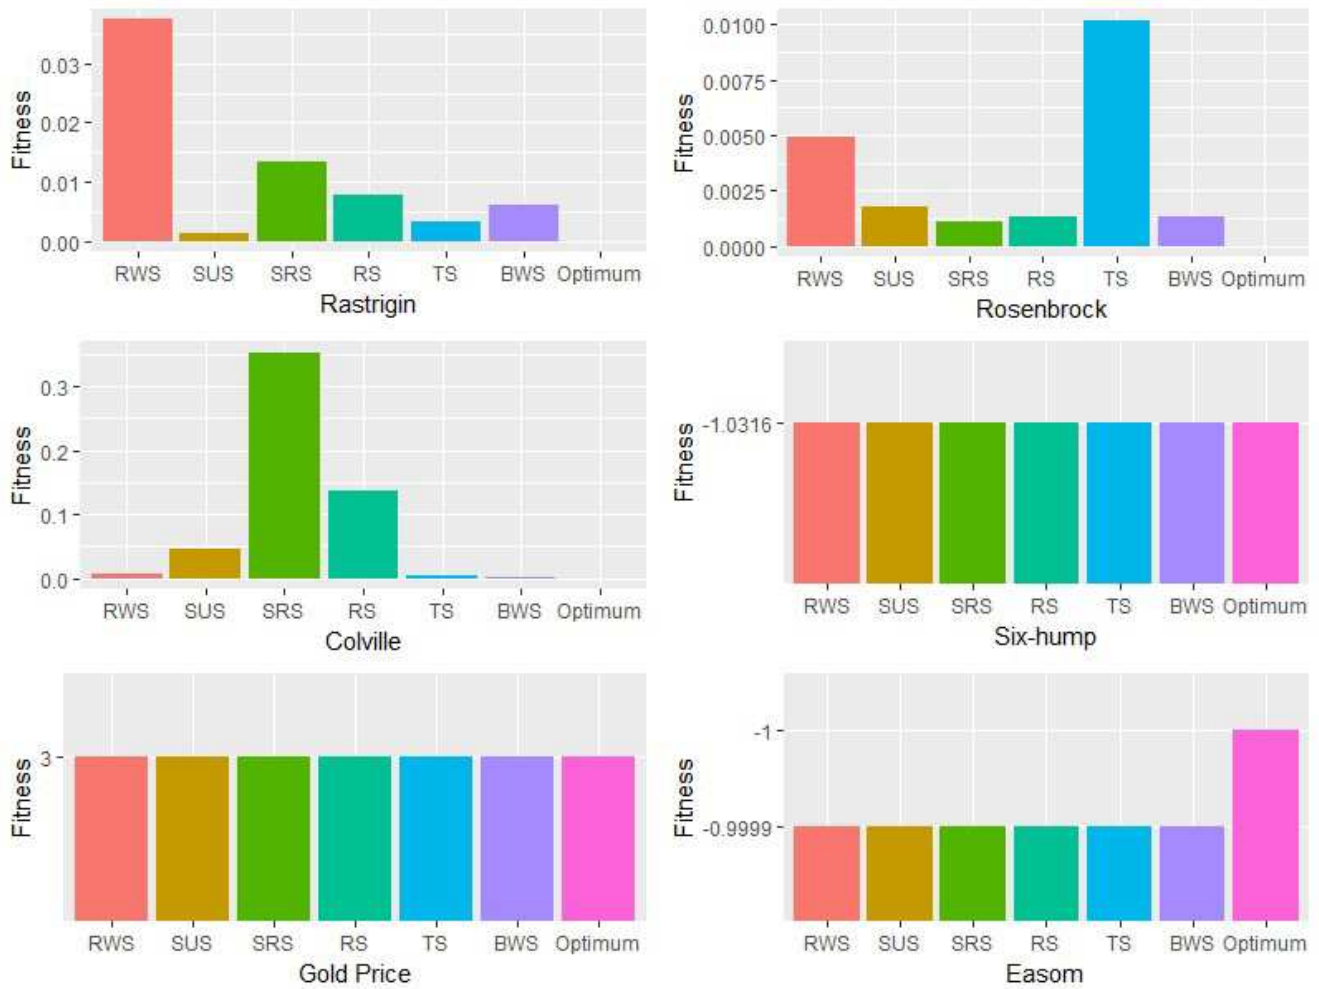 Fitness
0.03
0.02
0.01
0.00
RWS SUS SRS RS TS BWS Optimum
Rastrigin
Fitness
0.0100
0.0075
0.0050
0.0025
0.0000
RWS SUS SRS RS TS BWS Optimum
Rosenbrock
Fitness
0.3
0.2
0.1
0.0
RWS SUS SRS RS TS BWS Optimum
Colville
Fitness
-1.0316
RWS SUS SRS RS TS BWS Optimum
Six-hump
Fitness
3
RWS SUS SRS RS TS BWS Optimum
Gold Price
Fitness
-1
-0.9999
RWS SUS SRS RS TS BWS Optimum
Easom